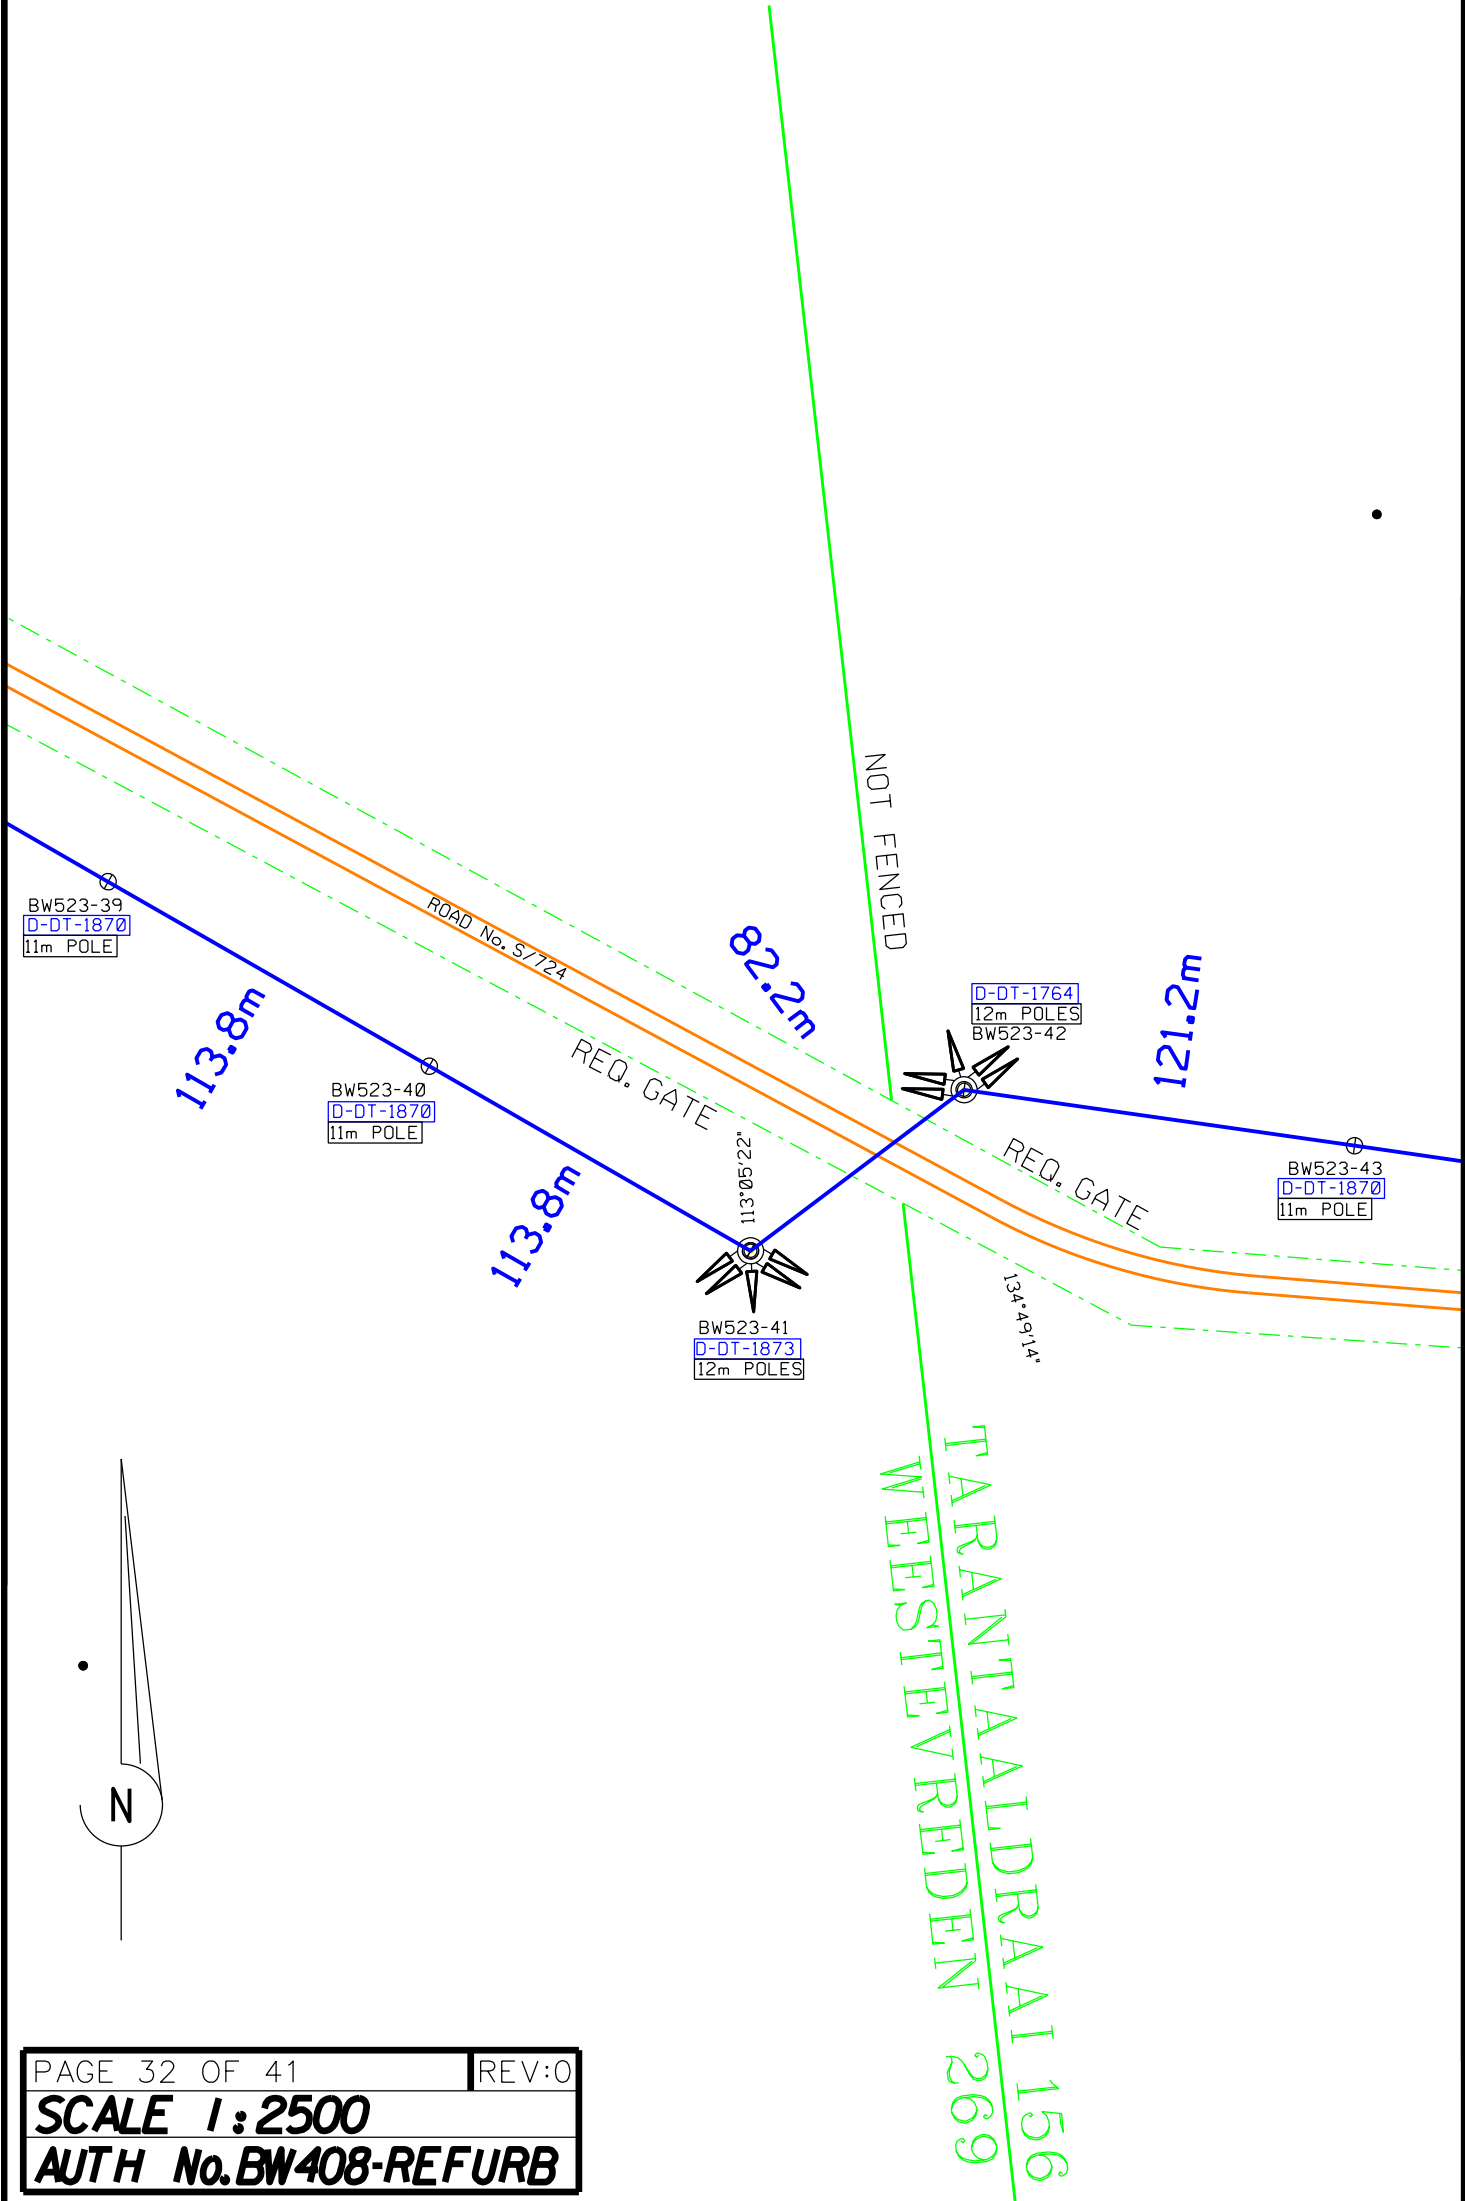 NOT FENCED
BW523-39
D-DT-1870
11m POLE
ROAD No. S/724
82.2m
D-DT-1764
12m POLES
BW523-42
121.2m
113.8m
BW523-40
D-DT-1870
11m POLE
REQ. GATE
113°05'22"
REQ. GATE
BW523-43
D-DT-1870
11m POLE
113.8m
134°49'14"
BW523-41
D-DT-1873
12m POLES
TARANTAALDRAAI 156
WEESTEVREDEN 269
N
PAGE 32 OF 41 REV:0
SCALE 1:2500
AUTH No.BW408-REFURB